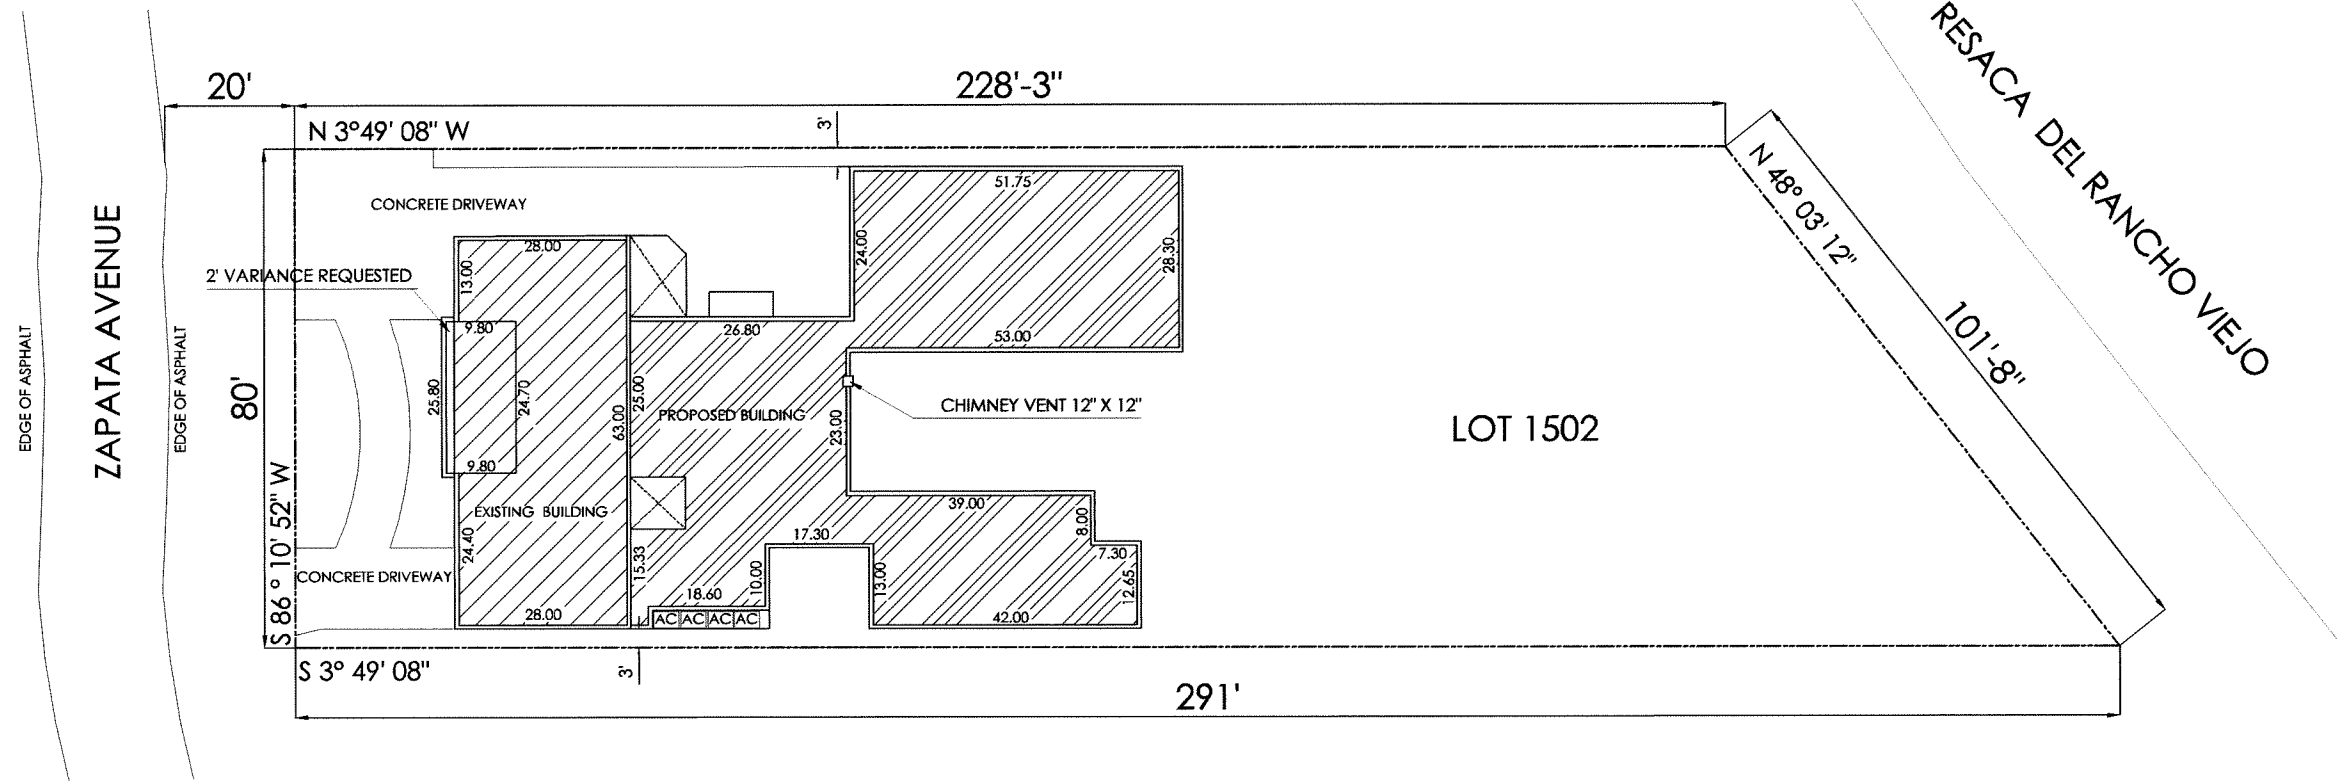 RESACA DEL RANCHO VIEJO
20'
228'-3"
N 3°49' 08" W
3'
N 48° 03' 12"
101'-8"
CONCRETE DRIVEWAY
51.75
24.00
28.30
53.00
28.00
13.00
2' VARIANCE REQUESTED
9.80
25.80
24.70
9.80
63.00
26.80
25.00
PROPOSED BUILDING
23.00
CHIMNEY VENT 12" X 12"
LOT 1502
EDGE OF ASPHALT
ZAPATA AVENUE
EDGE OF ASPHALT
80'
S 86 ° 10' 52" W
EXISTING BUILDING
24.40
28.00
CONCRETE DRIVEWAY
15.33
18.60
10.00
AC AC AC AC
17.30
13.00
39.00
8.00
7.30
12.65
42.00
S 3° 49' 08"
3'
291'